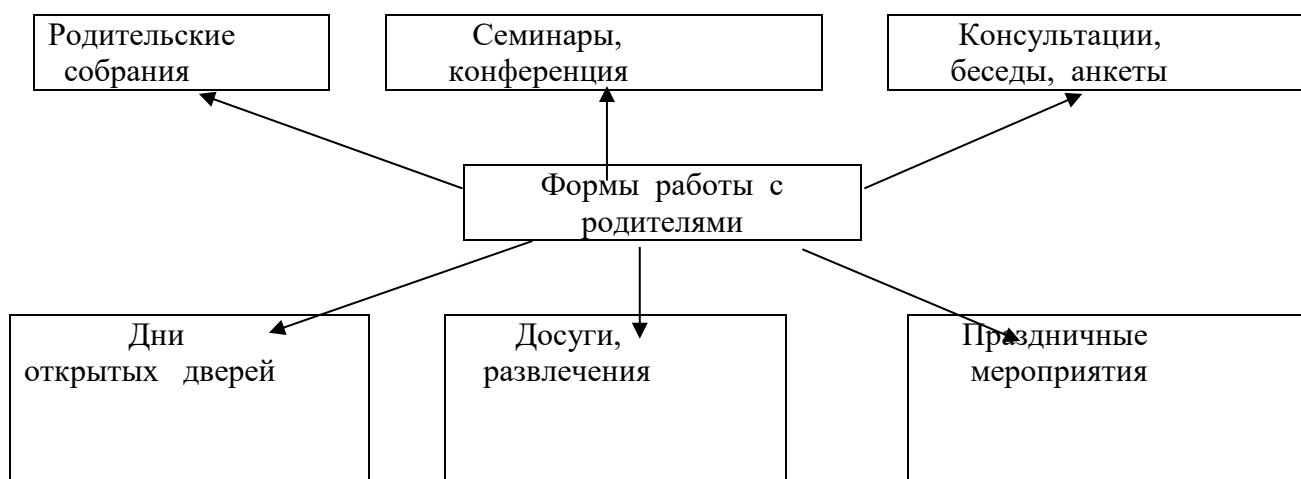 Родительские
собрания
Семинары,
конференция
Консультации,
беседы, анкеты
Формы работы с
родителями
Дни
открытых дверей
Досуги,
развлечения
Праздничные
мероприятия